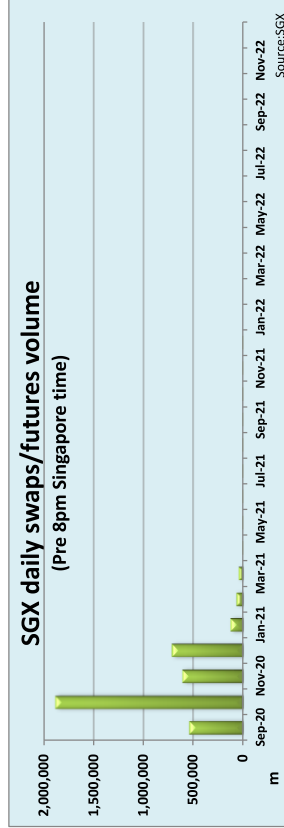 SGX daily swaps/futures volume
(Pre 8pm Singapore time)
2,000,000
1,500,000
1,000,000
500,000
0
m
Sep-20 Nov-20 Jan-21 Mar-21 May-21 Jul-21 Sep-21 Nov-21 Jan-22 Mar-22 May-22 Jul-22 Sep-22 Nov-22
Source:SGX